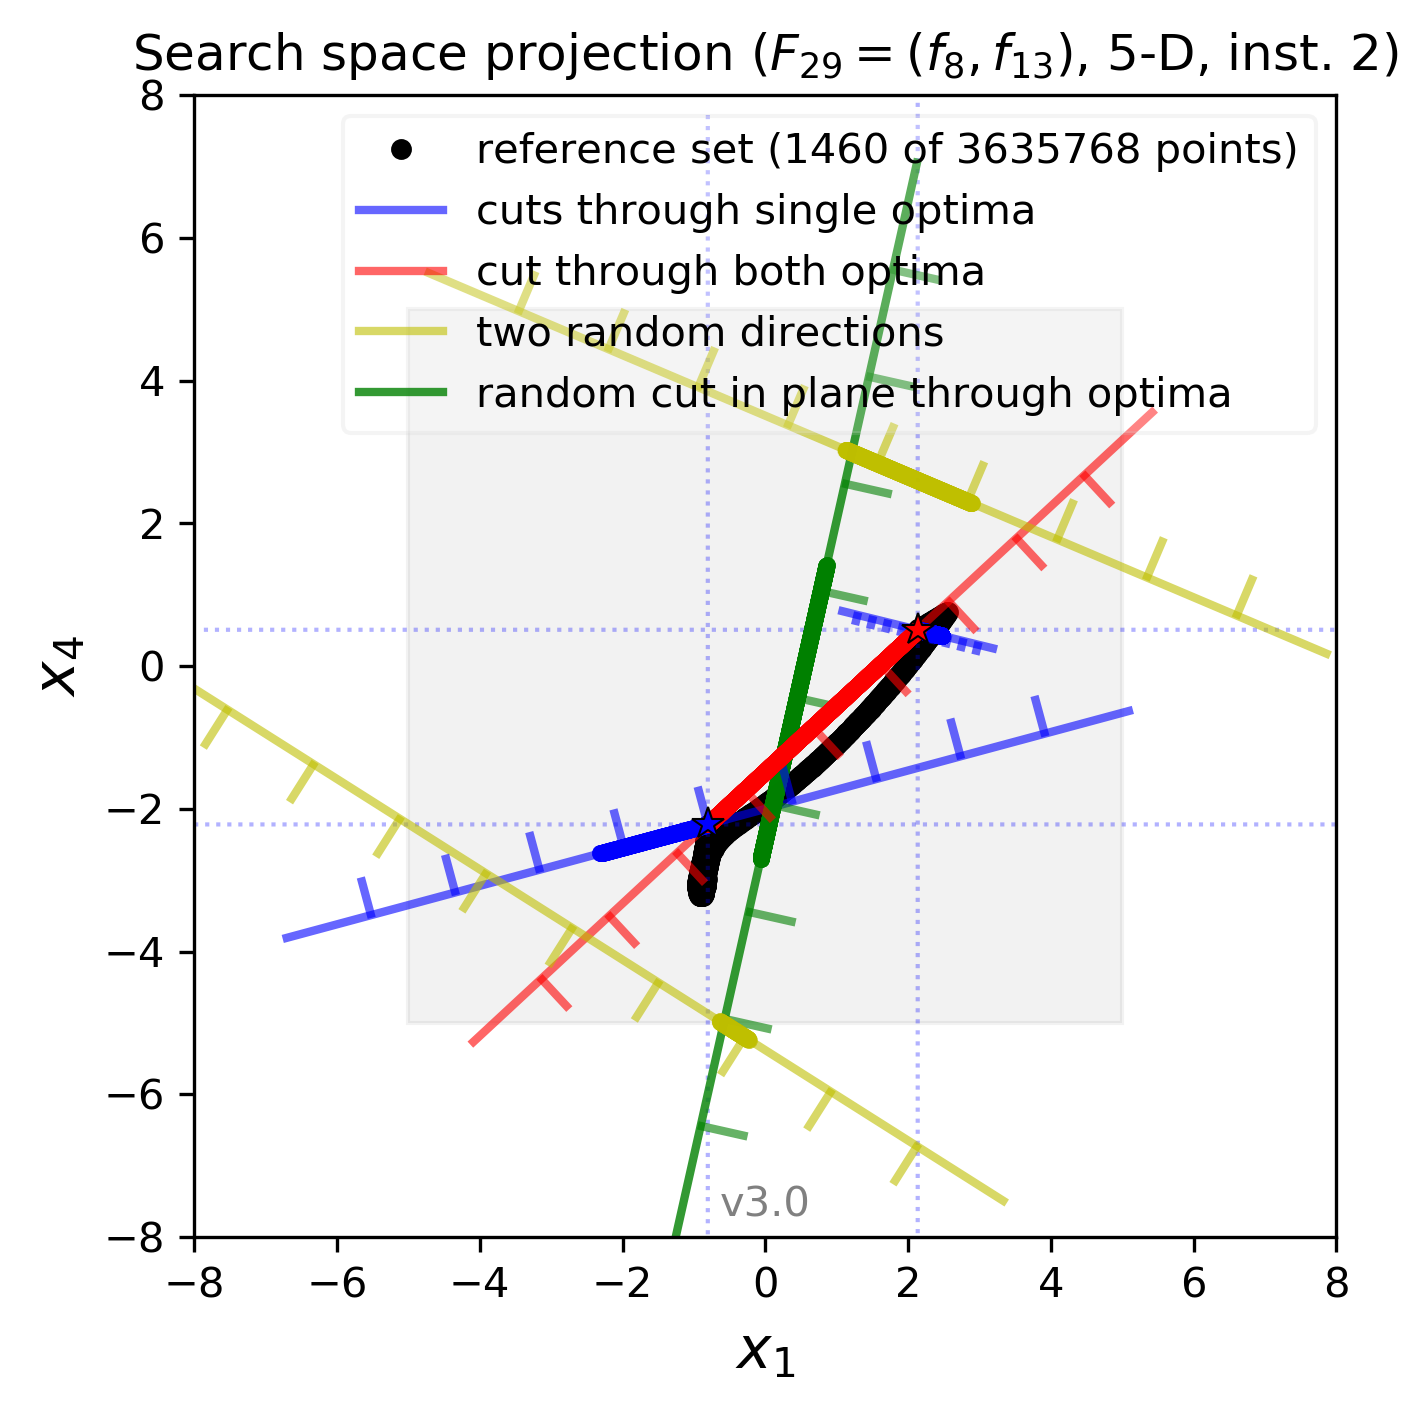 Search space projection (F₂₉ = (f₈, f₁₃), 5-D, inst. 2)
reference set (1460 of 3635768 points)
cuts through single optima
cut through both optima
two random directions
random cut in plane through optima
8
6
4
2
0
−2
−4
−6
−8
x₄
v3.0
−8 −6 −4 −2 0 2 4 6 8
x₁